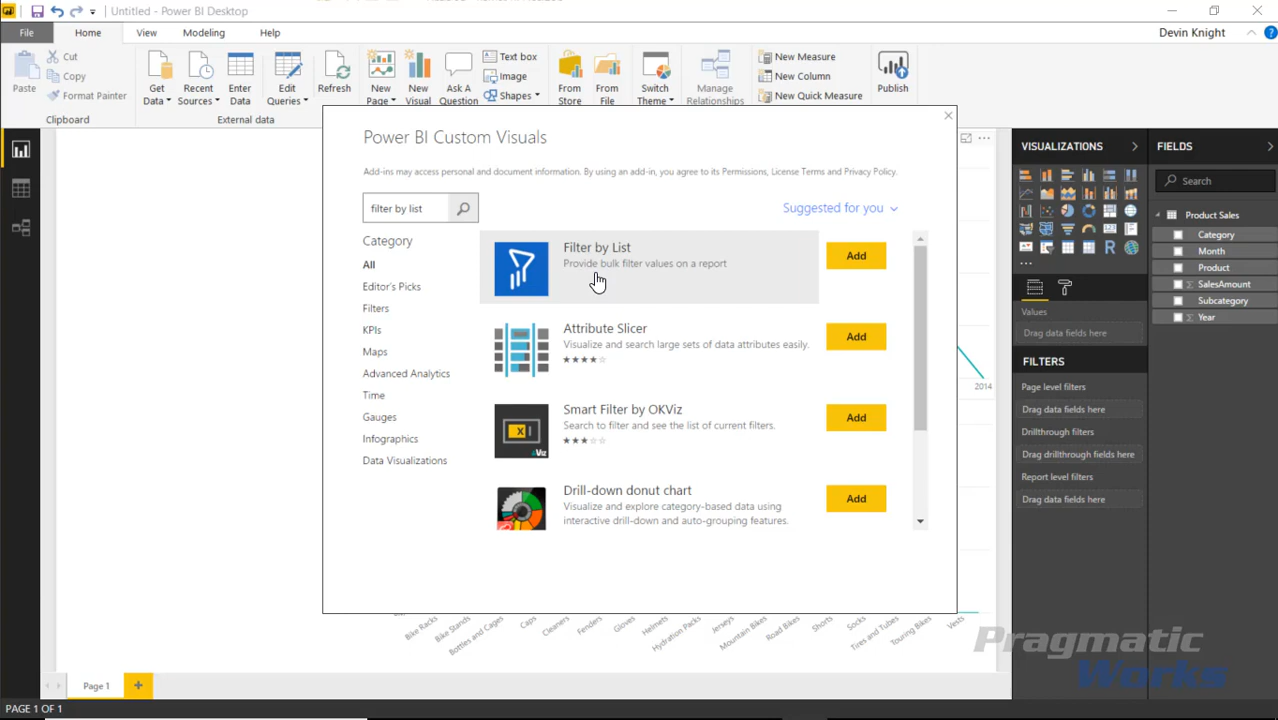 Untitled - Power BI Desktop
File
Home
View
Modeling
Help
Devin Knight
Paste
Cut
Copy
Format Painter
Clipboard
Get Data
Recent Sources
Enter Data
Edit Queries
Refresh
External data
New Page
New Visual
Ask A Question
Text box
Image
Shapes
From Store
From File
Switch Theme
Manage Relationships
New Measure
New Column
New Quick Measure
Publish
Power BI Custom Visuals
Add-ins may access personal and document information. By using an add-in, you agree to its Permissions, License Terms and Privacy Policy.
filter by list
Suggested for you
Category
All
Editor's Picks
Filters
KPIs
Maps
Advanced Analytics
Time
Gauges
Infographics
Data Visualizations
Filter by List
Provide bulk filter values on a report
Add
Attribute Slicer
Visualize and search large sets of data attributes easily.
Add
Smart Filter by OKViz
Search to filter and see the list of current filters.
Add
Drill-down donut chart
Visualize and explore category-based data using
interactive drill-down and auto-grouping features.
Add
2014
Bike Racks
Bike Stands
Bottles and Cages
Caps
Cleaners
Fenders
Gloves
Helmets
Hydration Packs
Jerseys
Mountain Bikes
Road Bikes
Shorts
Socks
Tires and Tubes
Touring Bikes
Vests
VISUALIZATIONS
R
Values
Drag data fields here
FILTERS
Page level filters
Drag data fields here
Drillthrough filters
Drag drillthrough fields here
Report level filters
Drag data fields here
FIELDS
Search
Product Sales
Category
Month
Product
Σ SalesAmount
Subcategory
Σ Year
Pragmatic
Works
Page 1
PAGE 1 OF 1